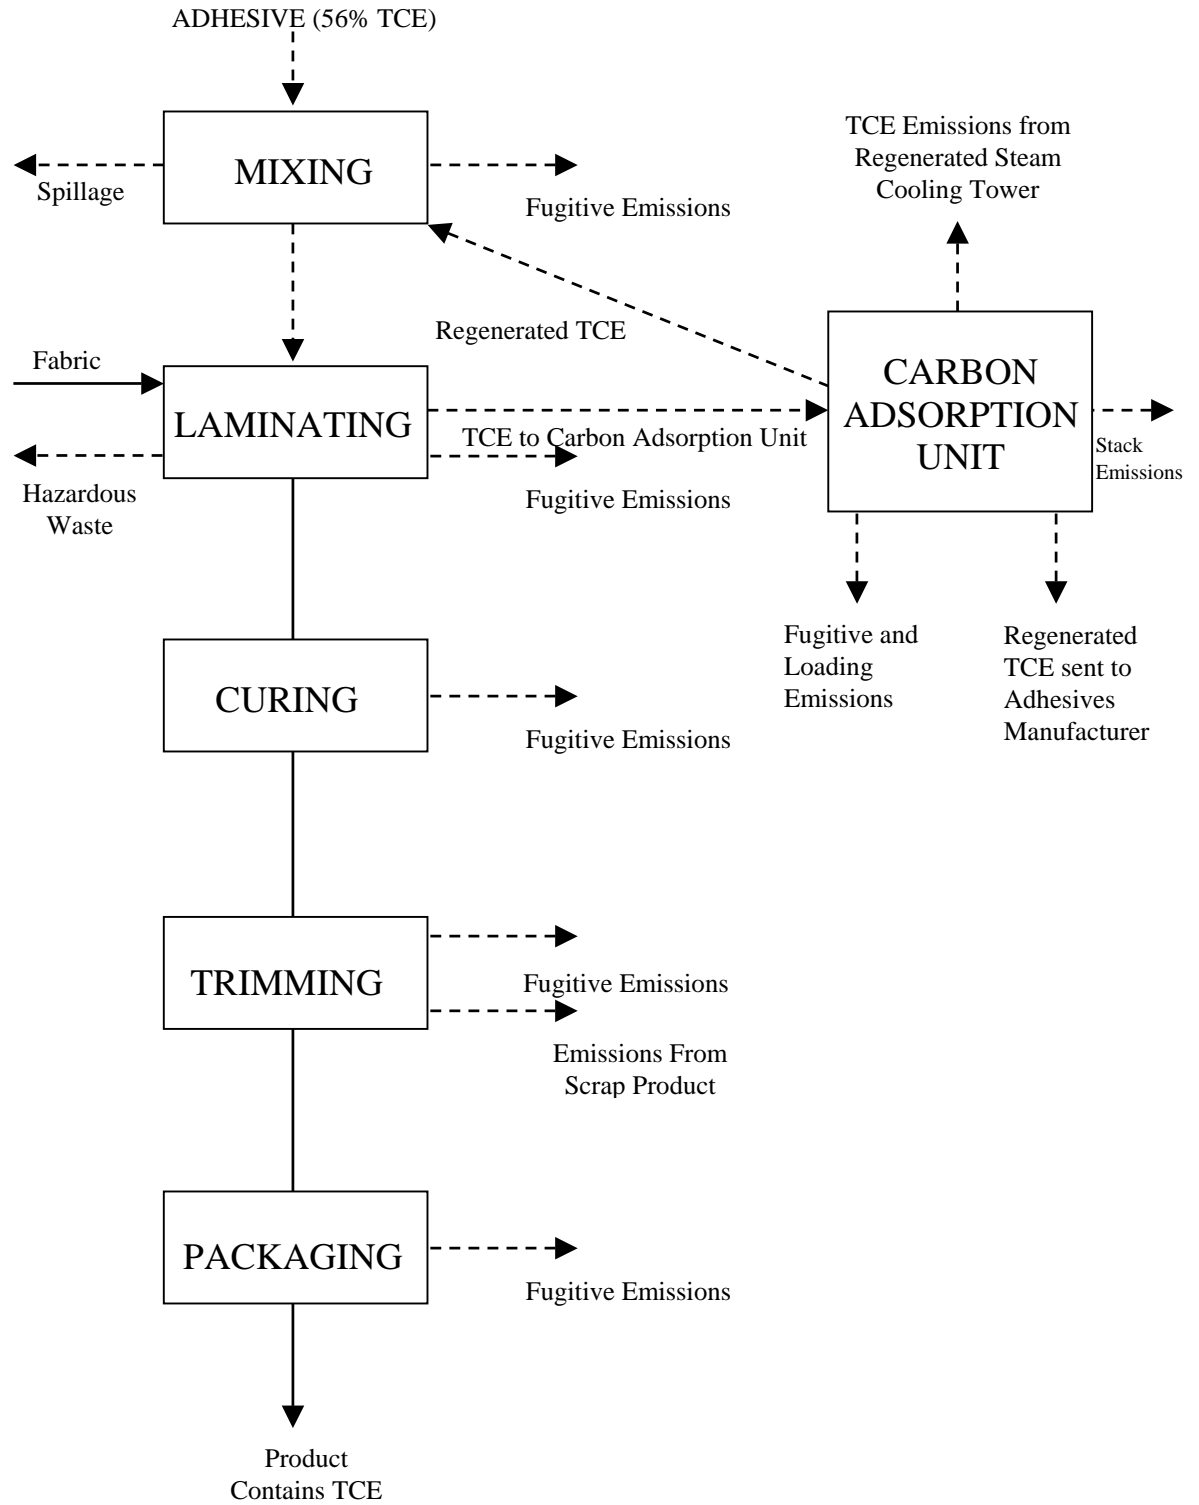 ADHESIVE (56% TCE)
MIXING
Spillage
Fugitive Emissions
TCE Emissions from
Regenerated Steam
Cooling Tower
Regenerated TCE
Fabric
LAMINATING
TCE to Carbon Adsorption Unit
Hazardous
Waste
Fugitive Emissions
CARBON
ADSORPTION
UNIT
Stack
Emissions
Fugitive and
Loading
Emissions
Regenerated
TCE sent to
Adhesives
Manufacturer
CURING
Fugitive Emissions
TRIMMING
Fugitive Emissions
Emissions From
Scrap Product
PACKAGING
Fugitive Emissions
Product
Contains TCE